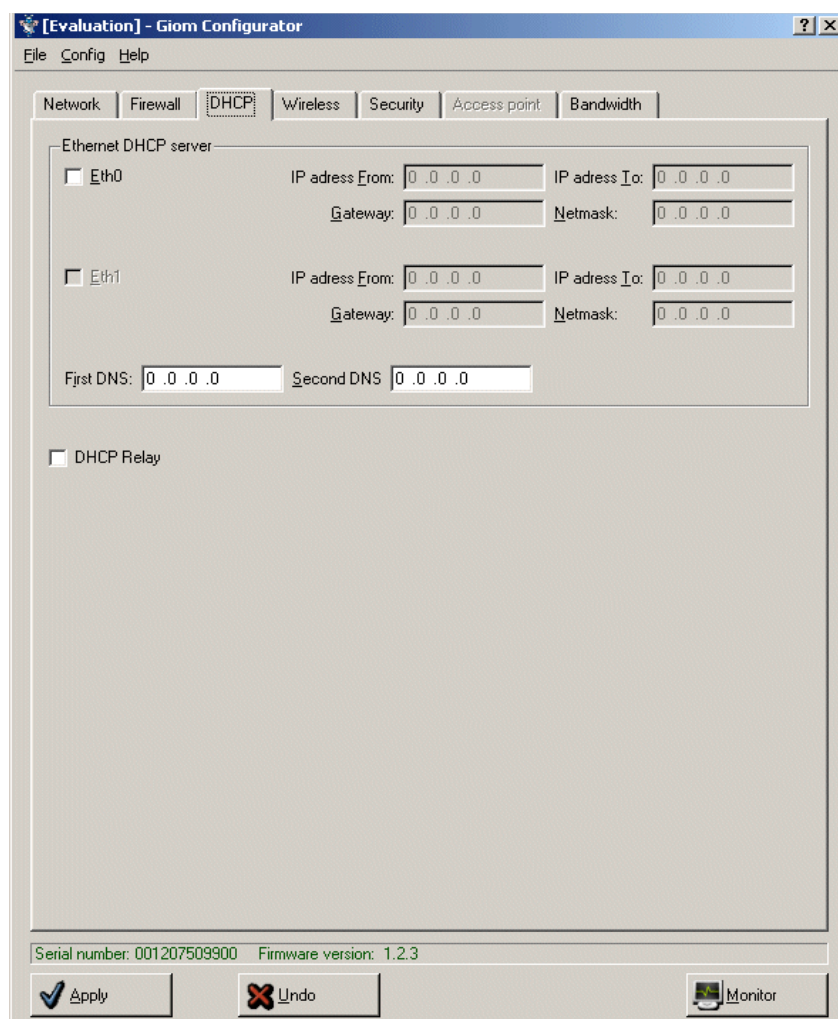 [Evaluation] - Giom Configurator
File Config Help
Network Firewall DHCP Wireless Security Access point Bandwidth
Ethernet DHCP server
Eth0 IP adress From: 0 .0 .0 .0 IP adress To: 0 .0 .0 .0
Gateway: 0 .0 .0 .0 Netmask: 0 .0 .0 .0
Eth1 IP adress From: 0 .0 .0 .0 IP adress To: 0 .0 .0 .0
Gateway: 0 .0 .0 .0 Netmask: 0 .0 .0 .0
First DNS: 0 .0 .0 .0 Second DNS 0 .0 .0 .0
DHCP Relay
Serial number: 001207509900 Firmware version: 1.2.3
Apply Undo Monitor